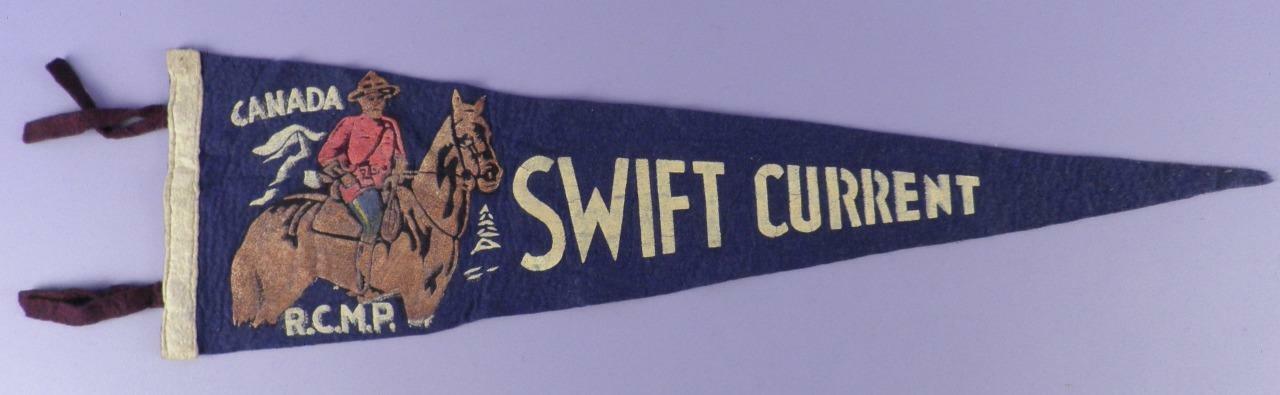 CANADA
R.C.M.P.
SWIFT CURRENT